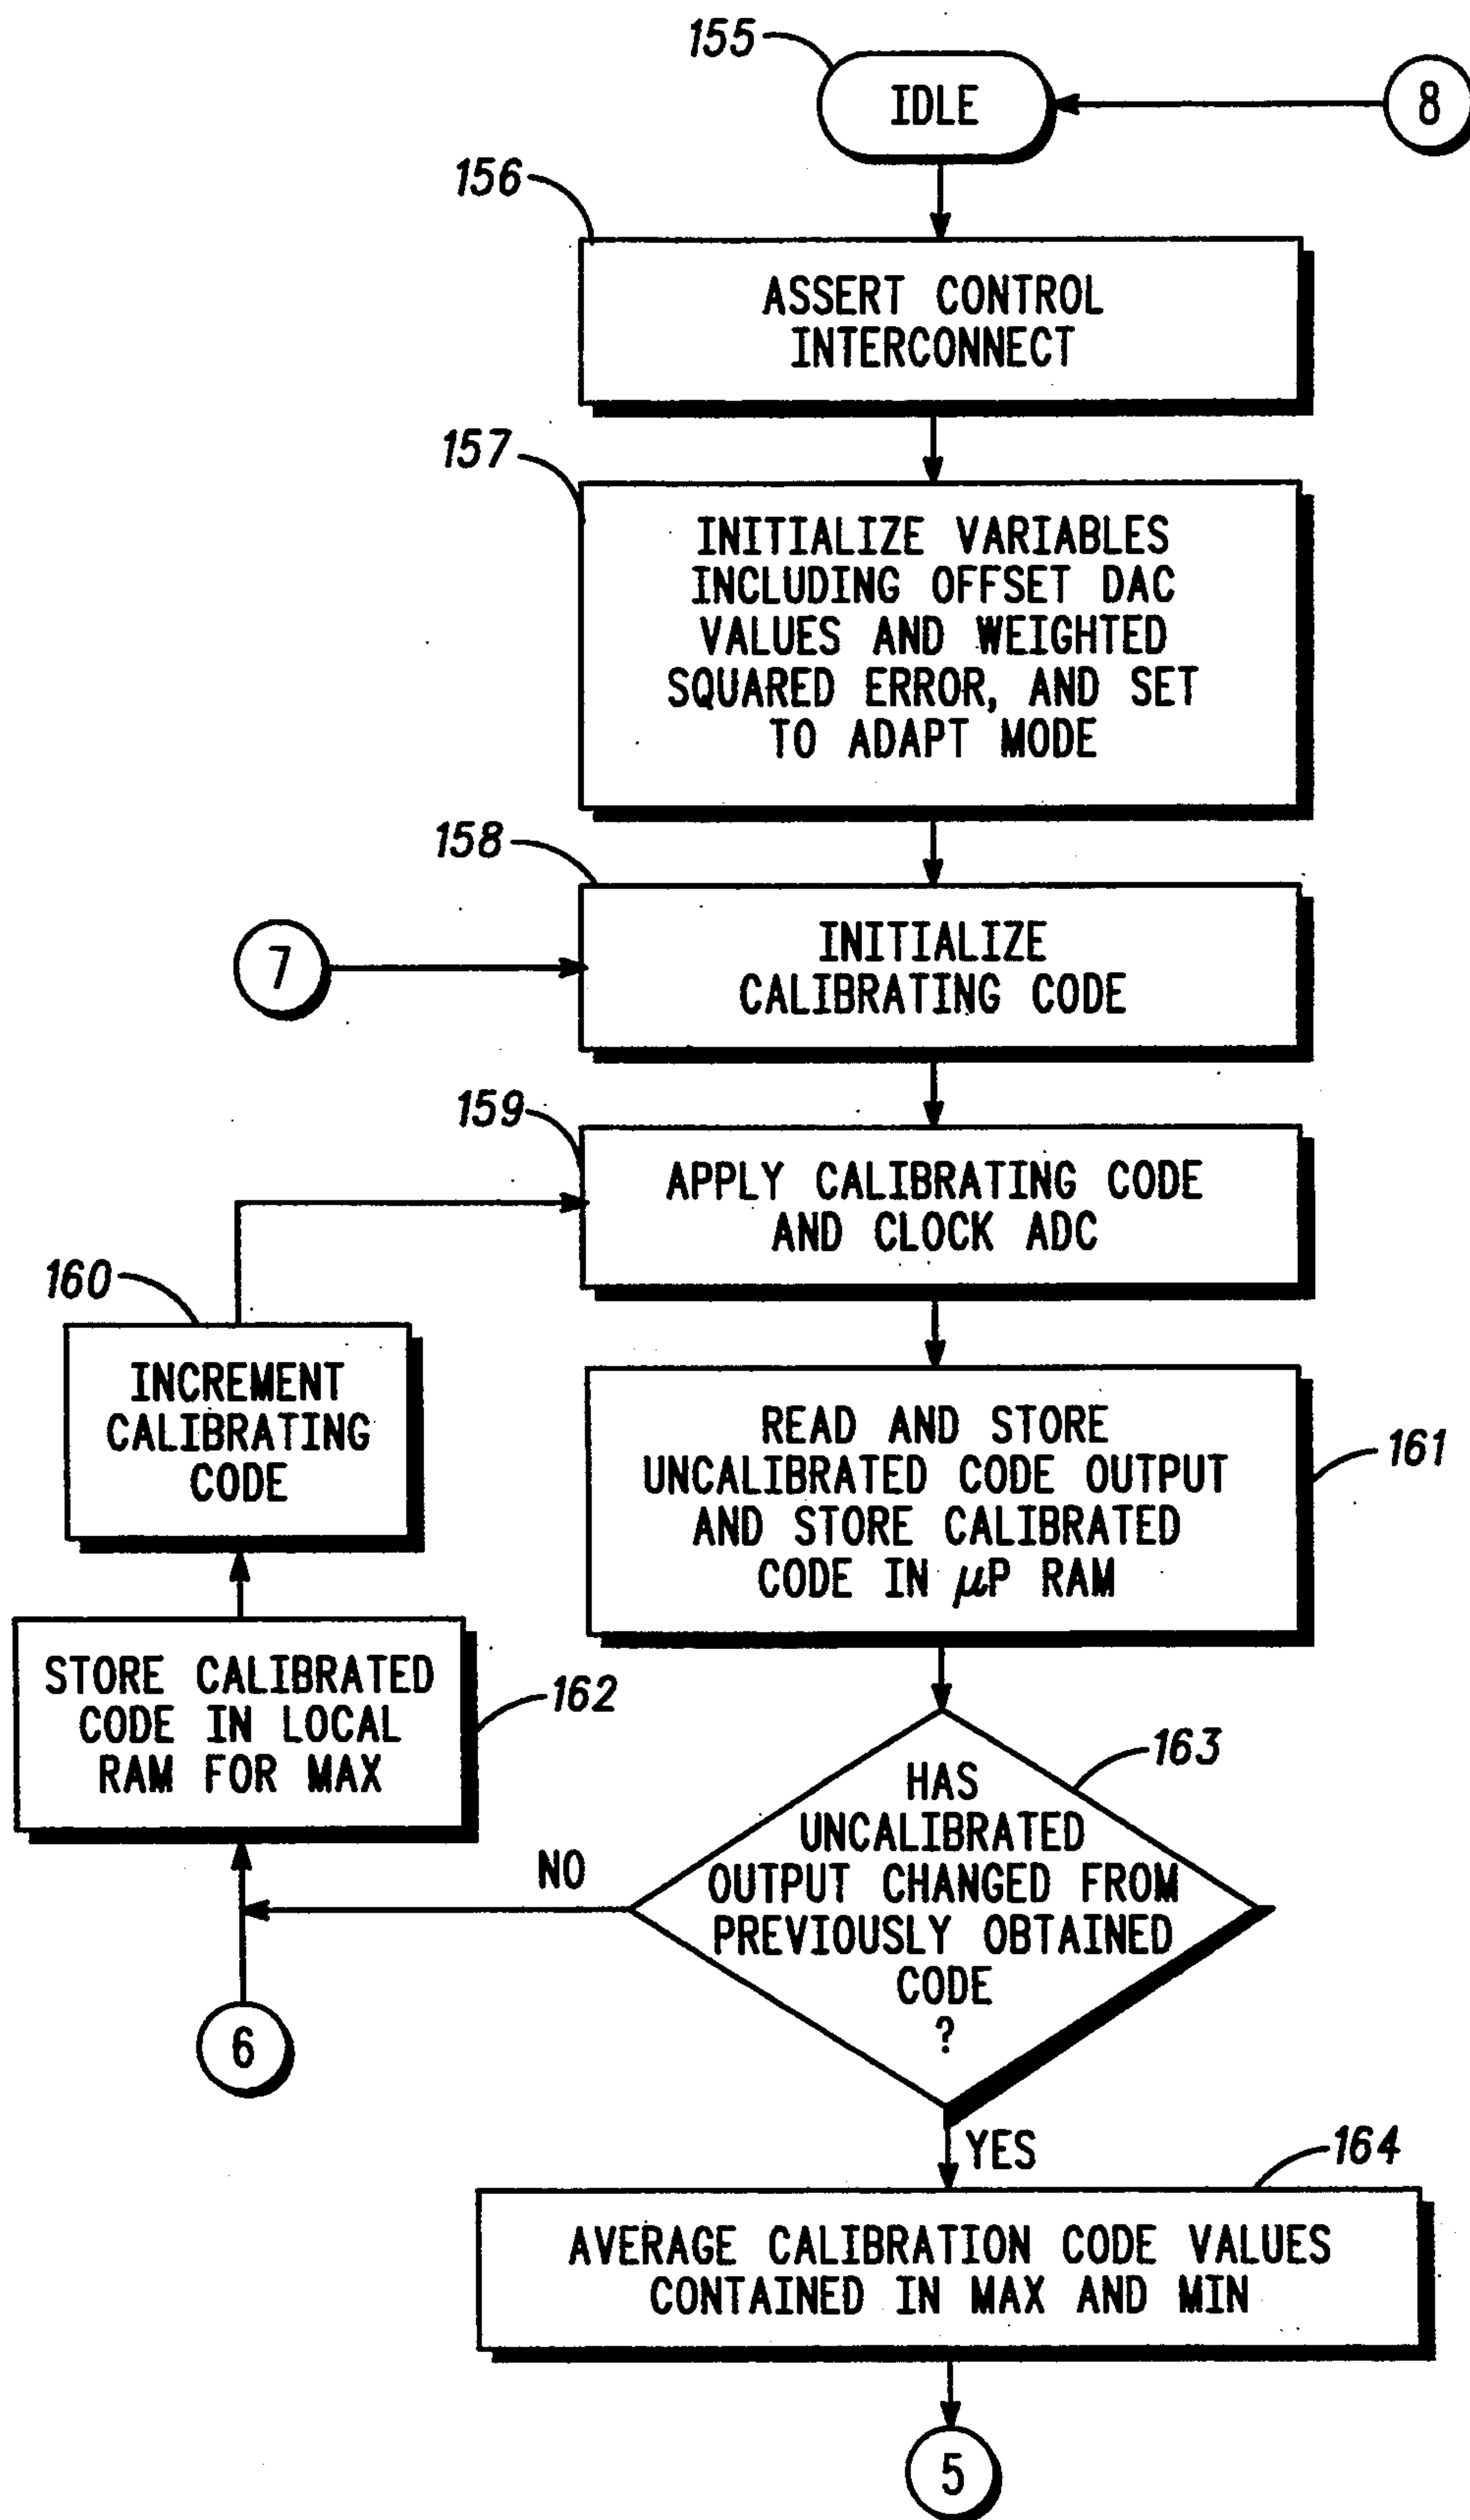 155
IDLE
8
156
ASSERT CONTROL
INTERCONNECT
157
INITIALIZE VARIABLES
INCLUDING OFFSET DAC
VALUES AND WEIGHTED
SQUARED ERROR, AND SET
TO ADAPT MODE
158
7
INITIALIZE
CALIBRATING CODE
159
APPLY CALIBRATING CODE
AND CLOCK ADC
160
INCREMENT
CALIBRATING
CODE
READ AND STORE
UNCALIBRATED CODE OUTPUT
AND STORE CALIBRATED
CODE IN μP RAM
161
STORE CALIBRATED
CODE IN LOCAL
RAM FOR MAX
162
163
HAS
UNCALIBRATED
OUTPUT CHANGED FROM
PREVIOUSLY OBTAINED
CODE
?
NO
6
YES
164
AVERAGE CALIBRATION CODE VALUES
CONTAINED IN MAX AND MIN
5